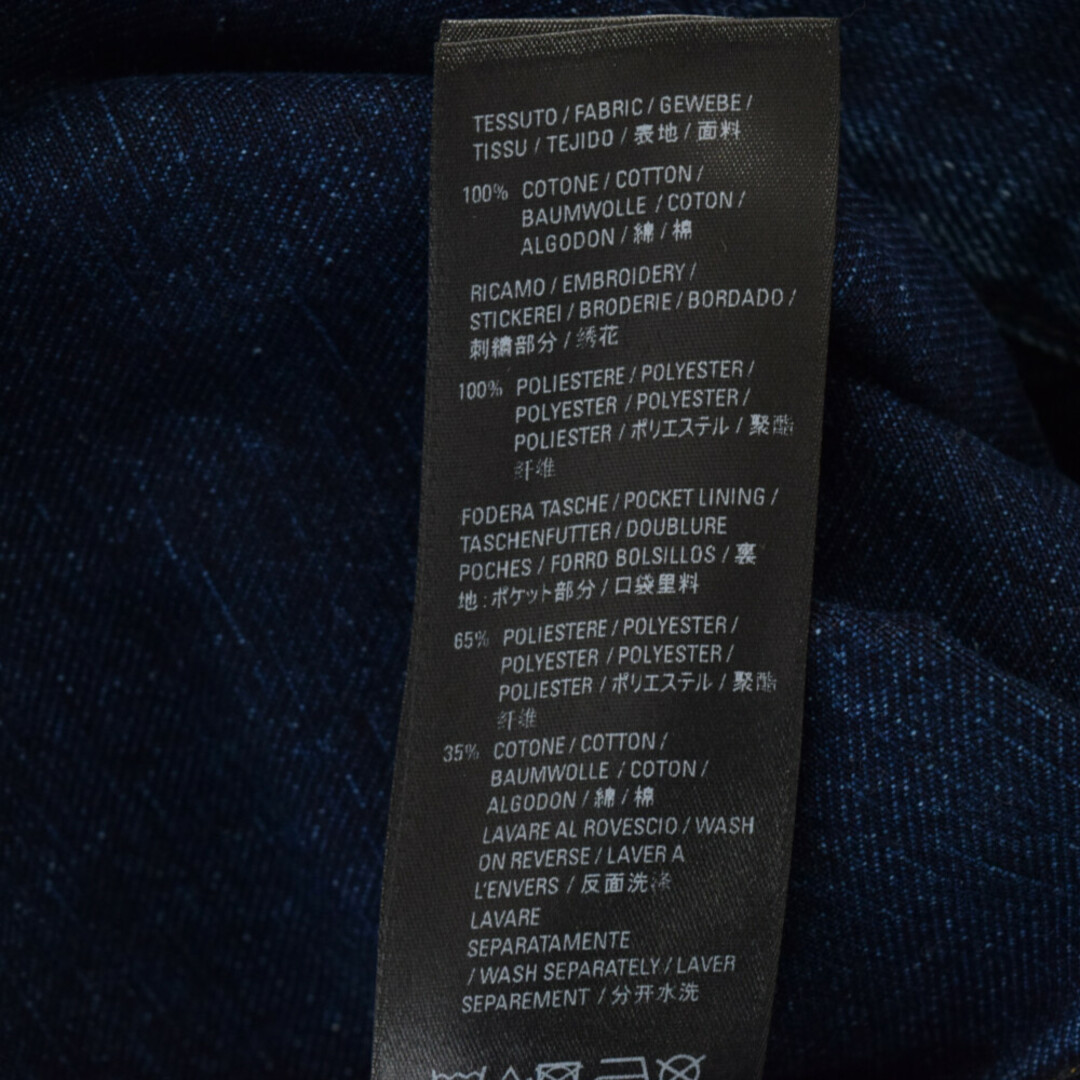 TESSUTO / FABRIC / GEWEBE /
TISSU / TEJIDO / 表地 / 面料
100% COTONE / COTTON /
BAUMWOLLE / COTON /
ALGODON / 綿 / 棉
RICAMO / EMBROIDERY /
STICKEREI / BRODERIE / BORDADO /
刺繍部分 / 绣花
100% POLIESTERE / POLYESTER /
POLYESTER / POLYESTER /
POLIESTER / ポリエステル / 聚酯
纤维
FODERA TASCHE / POCKET LINING /
TASCHENFUTTER / DOUBLURE
POCHES / FORRO BOLSILLOS / 裏
地:ポケット部分 / 口袋里料
65% POLIESTERE / POLYESTER /
POLYESTER / POLYESTER /
POLIESTER / ポリエステル / 聚酯
纤维
35% COTONE / COTTON /
BAUMWOLLE / COTON /
ALGODON / 綿 / 棉
LAVARE AL ROVESCIO / WASH
ON REVERSE / LAVER A
L'ENVERS / 反面洗涤
LAVARE
SEPARATAMENTE
/ WASH SEPARATELY / LAVER
SEPAREMENT / 分开水洗